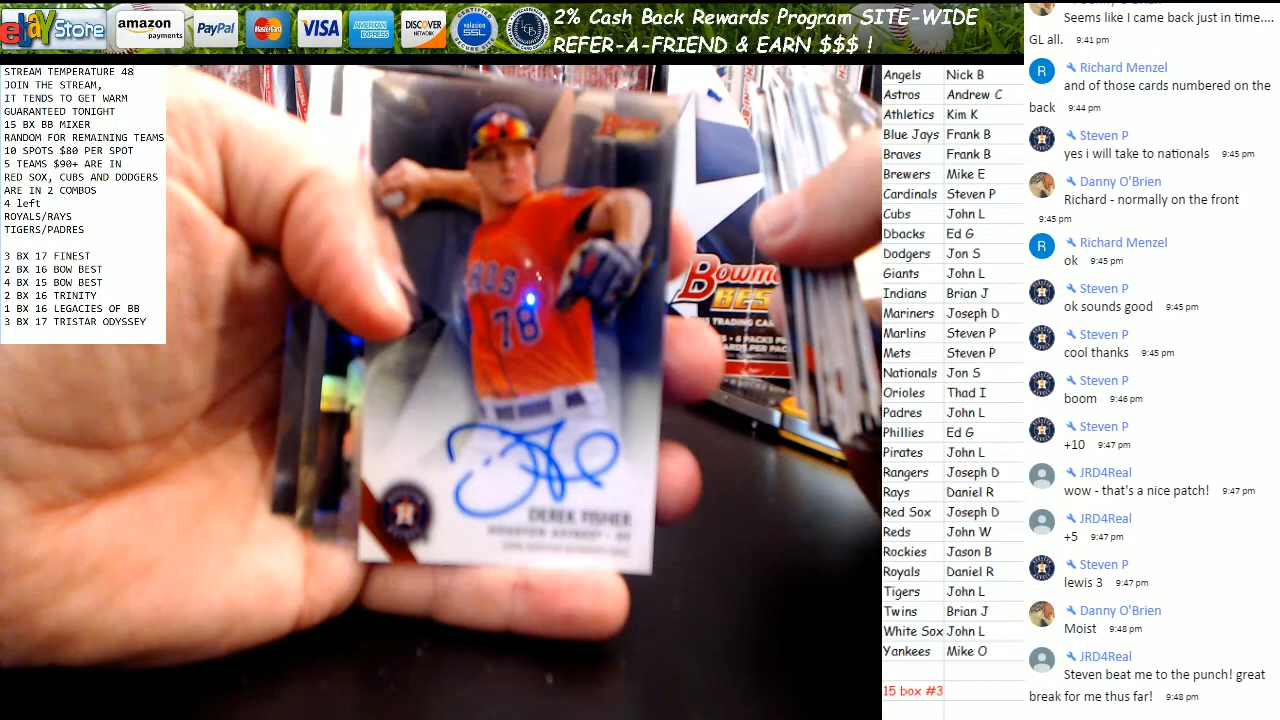 ebay Store
amazon payments
PayPal
MasterCard
VISA
AMERICAN EXPRESS
DISCOVER NETWORK
2% Cash Back Rewards Program SITE-WIDE
REFER-A-FRIEND & EARN $$$ !
STREAM TEMPERATURE 48
JOIN THE STREAM,
IT TENDS TO GET WARM
GUARANTEED TONIGHT
15 BX BB MIXER
RANDOM FOR REMAINING TEAMS
10 SPOTS $80 PER SPOT
5 TEAMS $90+ ARE IN
RED SOX, CUBS AND DODGERS
ARE IN 2 COMBOS
4 left
ROYALS/RAYS
TIGERS/PADRES
3 BX 17 FINEST
2 BX 16 BOW BEST
4 BX 15 BOW BEST
2 BX 16 TRINITY
1 BX 16 LEGACIES OF BB
3 BX 17 TRISTAR ODYSSEY
78
DEREK FISHER
HOUSTON ASTROS
Angels Nick B
Astros Andrew C
Athletics Kim K
Blue Jays Frank B
Braves Frank B
Brewers Mike E
Cardinals Steven P
Cubs John L
Dbacks Ed G
Dodgers Jon S
Giants John L
Indians Brian J
Mariners Joseph D
Marlins Steven P
Mets Steven P
Nationals Jon S
Orioles Thad I
Padres John L
Phillies Ed G
Pirates John L
Rangers Joseph D
Rays Daniel R
Red Sox Joseph D
Reds John W
Rockies Jason B
Royals Daniel R
Tigers John L
Twins Brian J
White Sox John L
Yankees Mike O
15 box #3
Seems like I came back just in time....
GL all. 9:41 pm
R Richard Menzel
and of those cards numbered on the
back 9:44 pm
Steven P
yes i will take to nationals 9:45 pm
Danny O'Brien
Richard - normally on the front
9:45 pm
R Richard Menzel
ok 9:45 pm
Steven P
ok sounds good 9:45 pm
Steven P
cool thanks 9:45 pm
Steven P
boom 9:46 pm
Steven P
+10 9:47 pm
JRD4Real
wow - that's a nice patch! 9:47 pm
JRD4Real
+5 9:47 pm
Steven P
lewis 3 9:47 pm
Danny O'Brien
Moist 9:48 pm
JRD4Real
Steven beat me to the punch! great
break for me thus far! 9:48 pm